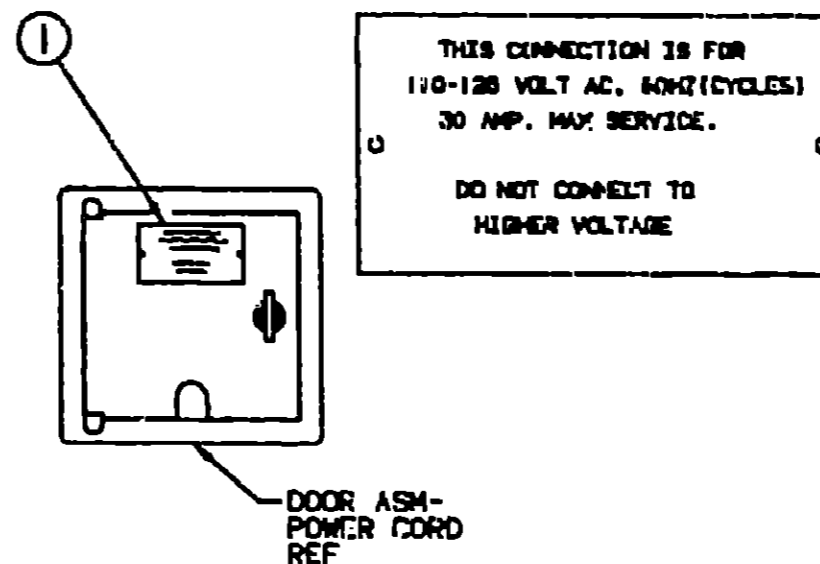 1
THIS CONNECTION IS FOR
110-125 VOLT AC, 60HZ(CYCLES)
30 AMP. MAX. SERVICE.
DO NOT CONNECT TO
HIGHER VOLTAGE
DOOR ASM-
POWER CORD
REF